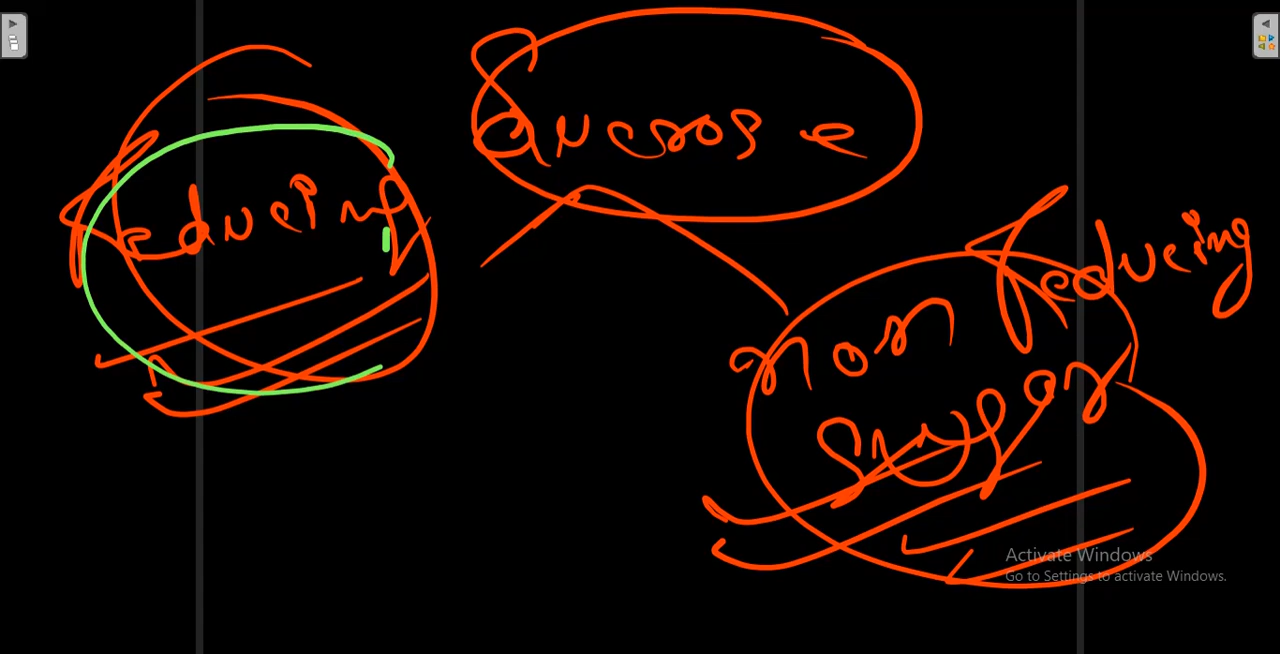 sucrose
Reducing
non Reducing
Sugar
Activate Windows
Go to Settings to activate Windows.